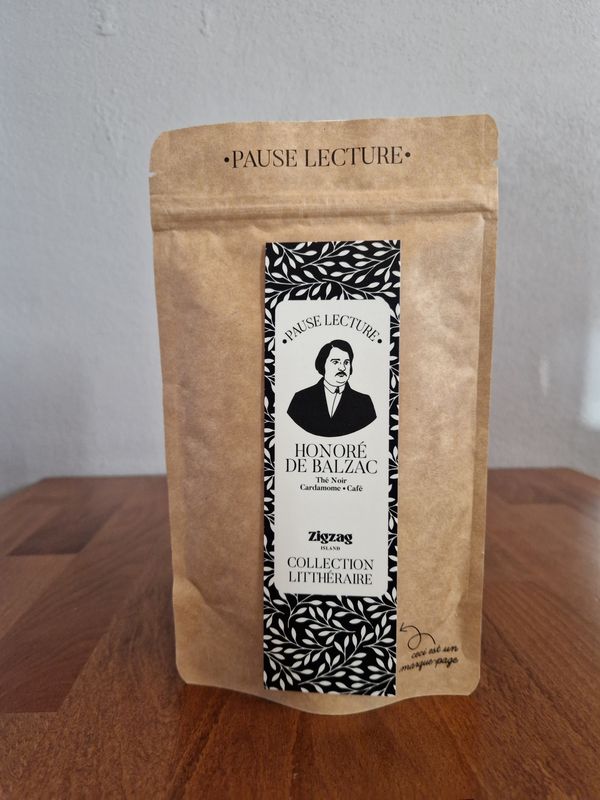 •PAUSE LECTURE•
•PAUSE LECTURE•
HONORÉ
DE BALZAC
Thé Noir
Cardamome • Café
Zigzag
ISLAND
COLLECTION
LITTHÉRAIRE
ceci est un
marque-page